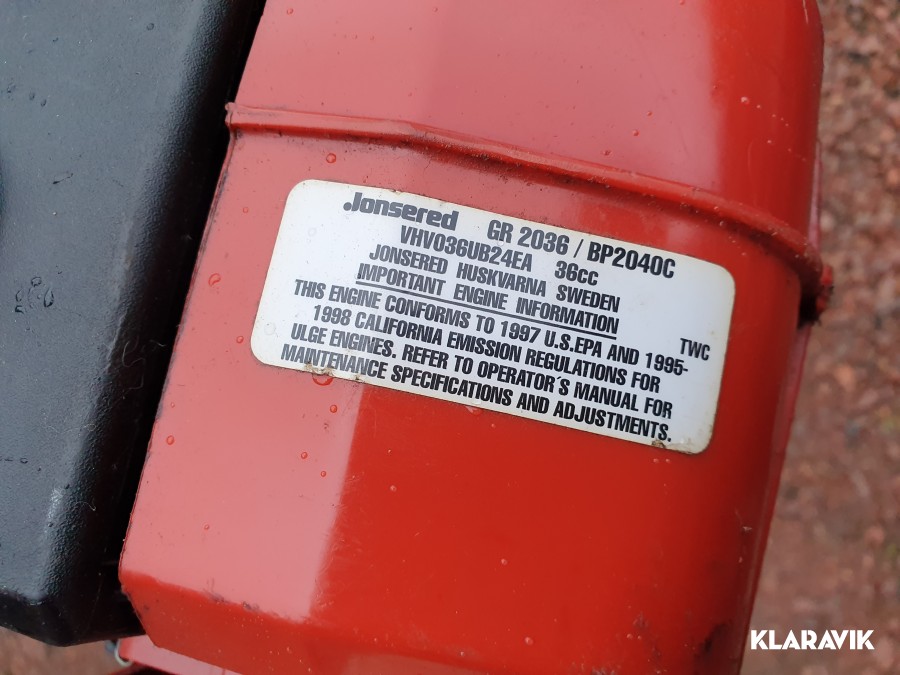 Jonsered GR 2036 / BP2040C
VHV036UB24EA 36cc
JONSERED HUSKVARNA SWEDEN
IMPORTANT ENGINE INFORMATION TWC
THIS ENGINE CONFORMS TO 1997 U.S.EPA AND 1995-
1998 CALIFORNIA EMISSION REGULATIONS FOR
ULGE ENGINES. REFER TO OPERATOR´S MANUAL FOR
MAINTENANCE SPECIFICATIONS AND ADJUSTMENTS.
KLARAVIK